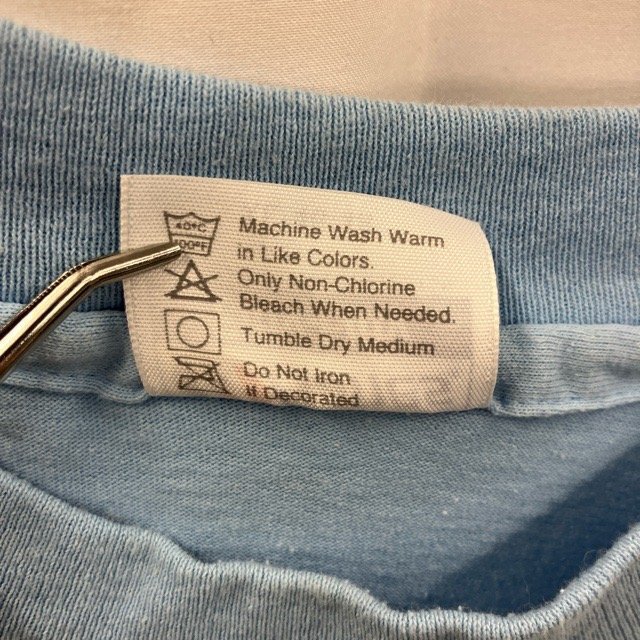 40°C
Machine Wash Warm
in Like Colors.
Only Non-Chlorine
Bleach When Needed.
Tumble Dry Medium
Do Not Iron
If Decorated